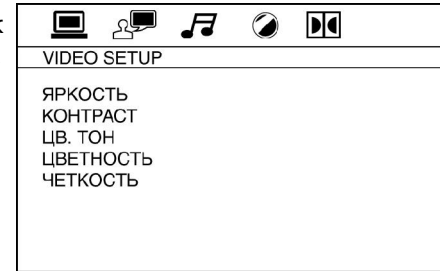 VIDEO SETUP
ЯРКОСТЬ
КОНТРАСТ
ЦВ. ТОН
ЦВЕТНОСТЬ
ЧЕТКОСТЬ